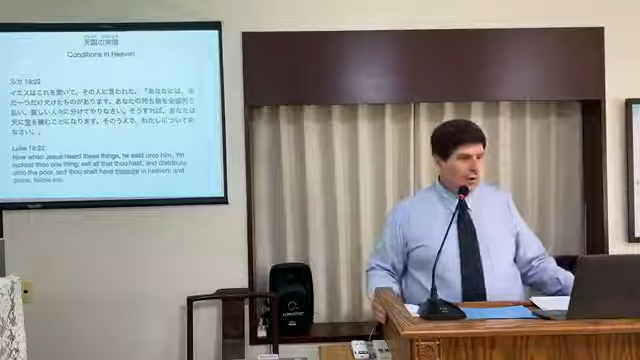 天国の実情
Conditions in Heaven
ルカ 18:22
イエスはこれを聞いて、その人に言われた。「あなたには、ま
だ一つだけ欠けたものがあります。あなたの持ち物を全部売り
払い、貧しい人々に分けてやりなさい。そうすれば、あなたは
天に宝を積むことになります。そのうえで、わたしについて来
なさい。」
Luke 18:22
Now when Jesus heard these things, he said unto him, Yet
lackest thou one thing: sell all that thou hast, and distribute
unto the poor, and thou shalt have treasure in heaven: and
come, follow me.